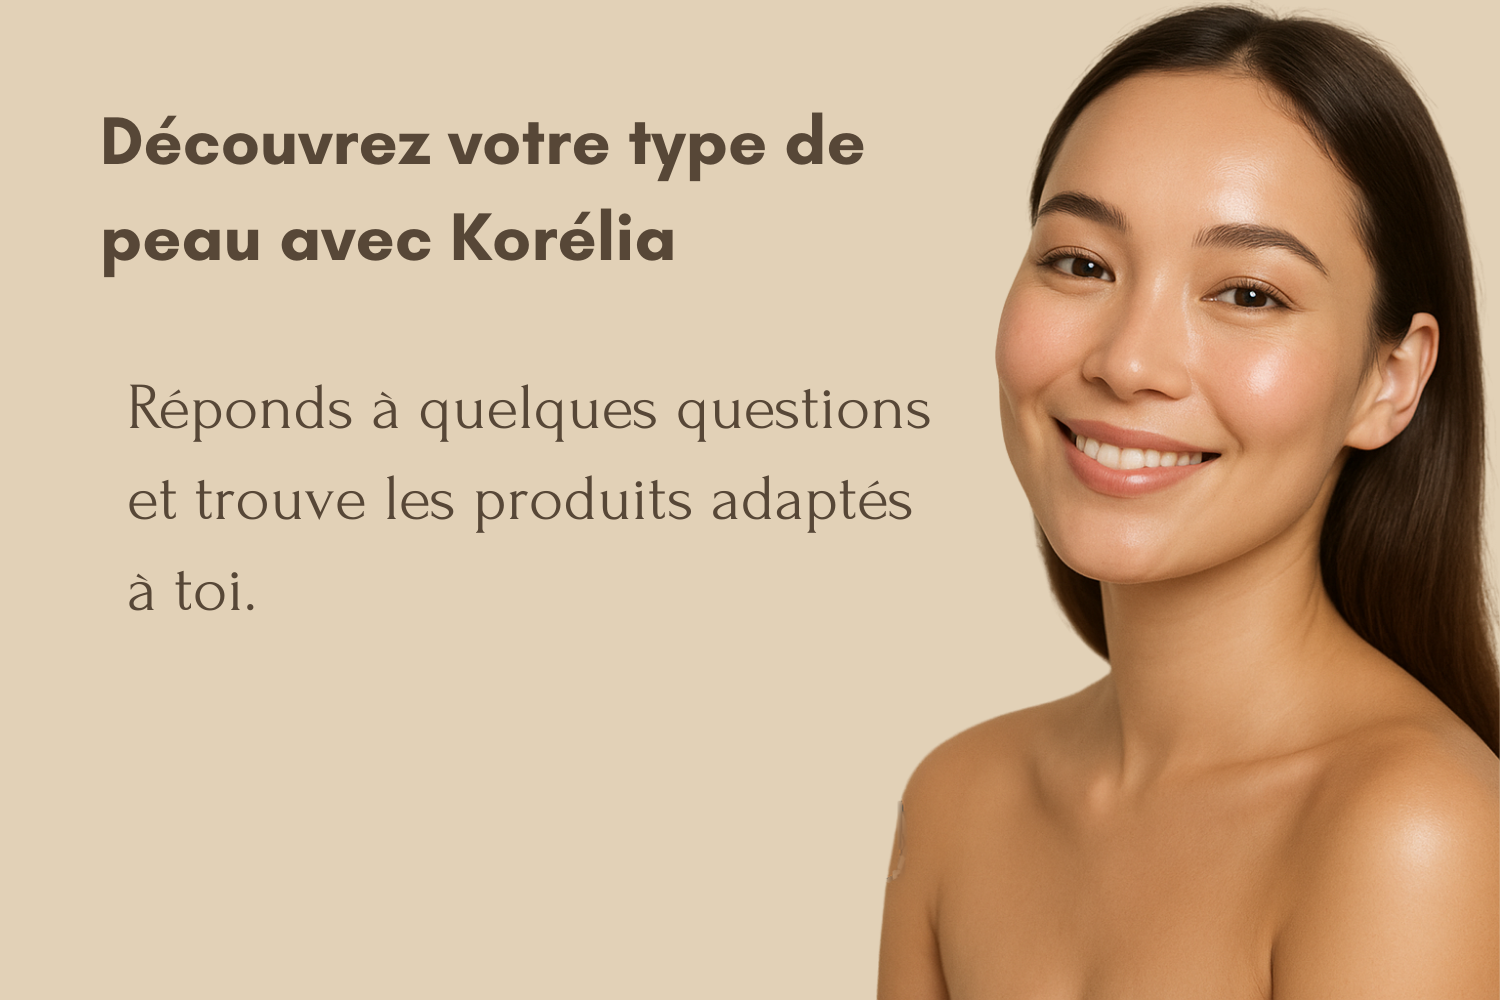 Découvrez votre type de
peau avec Korélia
Réponds à quelques questions
et trouve les produits adaptés
à toi.